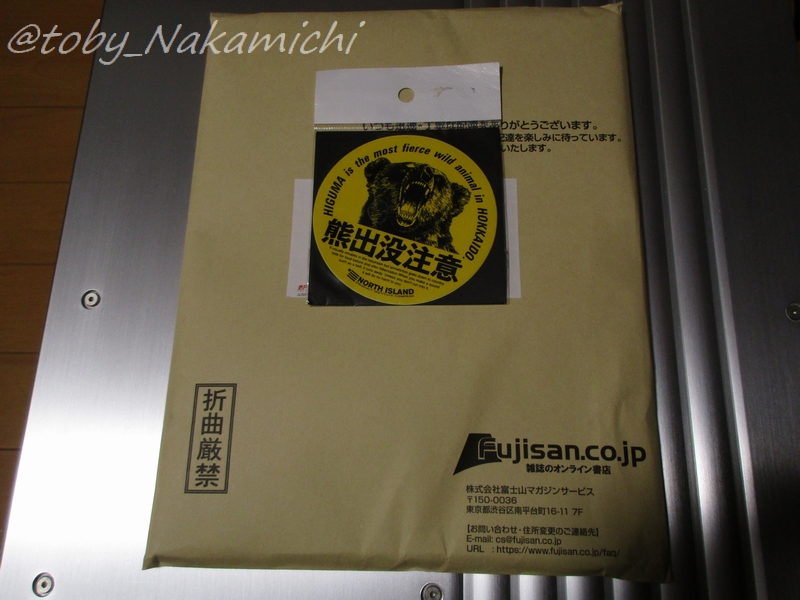 @toby_Nakamichi
りがとうございます。
達を楽しみに待っています。
いたします。
HIGUMA is the most fierce wild animal in HOKKAIDO.
熊出没注意
NORTH ISLAND
折曲厳禁
Fujisan.co.jp
雑誌のオンライン書店
株式会社富士山マガジンサービス
〒150-0036
東京都渋谷区南平台町16-11 7F
【お問い合わせ・住所変更のご連絡先】
E-mail: cs@fujisan.co.jp
URL : https://www.fujisan.co.jp/faq/